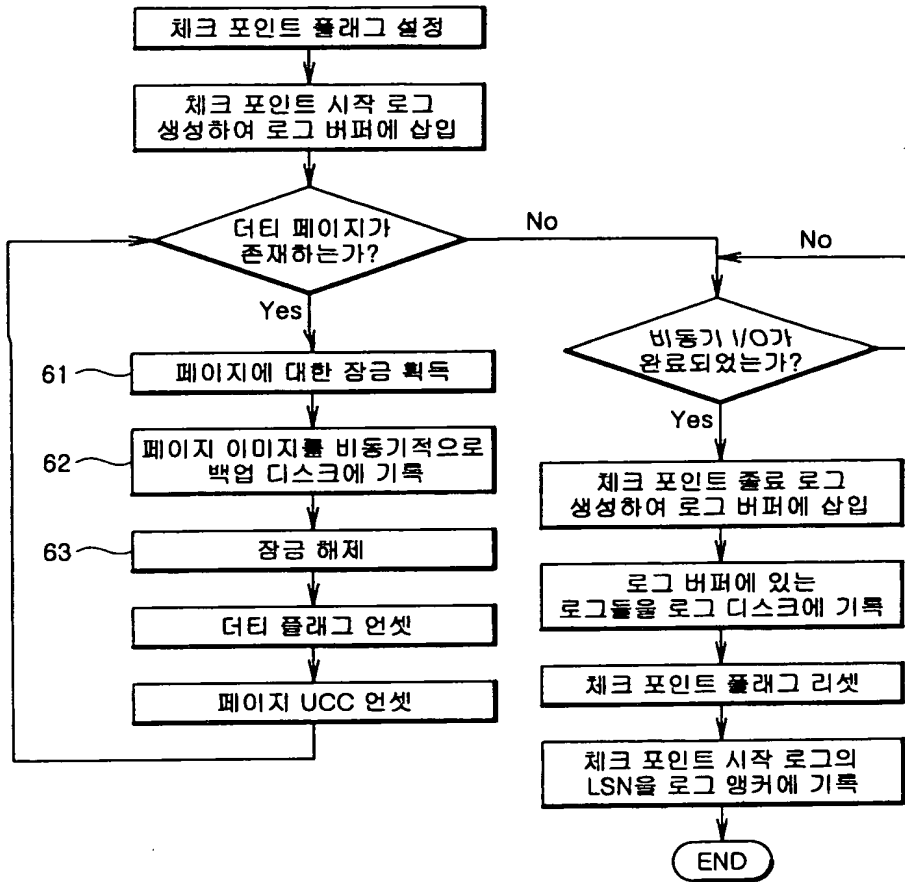 체크 포인트 플래그 설정
체크 포인트 시작 로그
생성하여 로그 버퍼에 삽입
더티 페이지가
존재하는가?
No
Yes
61
페이지에 대한 잠금 획득
62
페이지 이미지를 비동기적으로
백업 디스크에 기록
63
잠금 해제
더티 플래그 언셋
페이지 UCC 언셋
No
비동기 I/O가
완료되었는가?
Yes
체크 포인트 종료 로그
생성하여 로그 버퍼에 삽입
로그 버퍼에 있는
로그들을 로그 디스크에 기록
체크 포인트 플래그 리셋
체크 포인트 시작 로그의
LSN을 로그 앵커에 기록
END